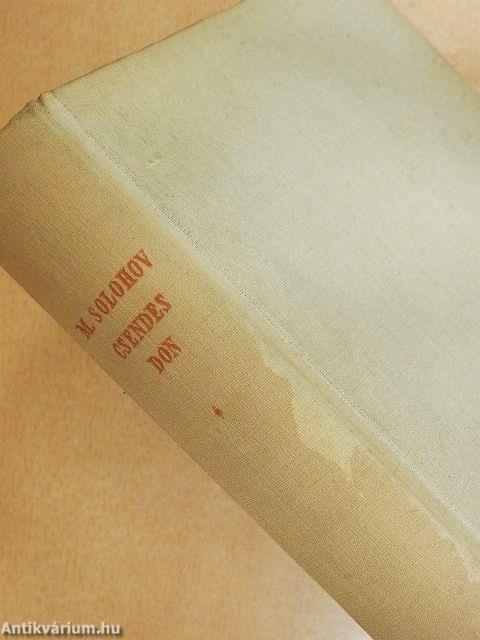 M. SOLOHOV
CSENDES
DON
Antikvárium.hu